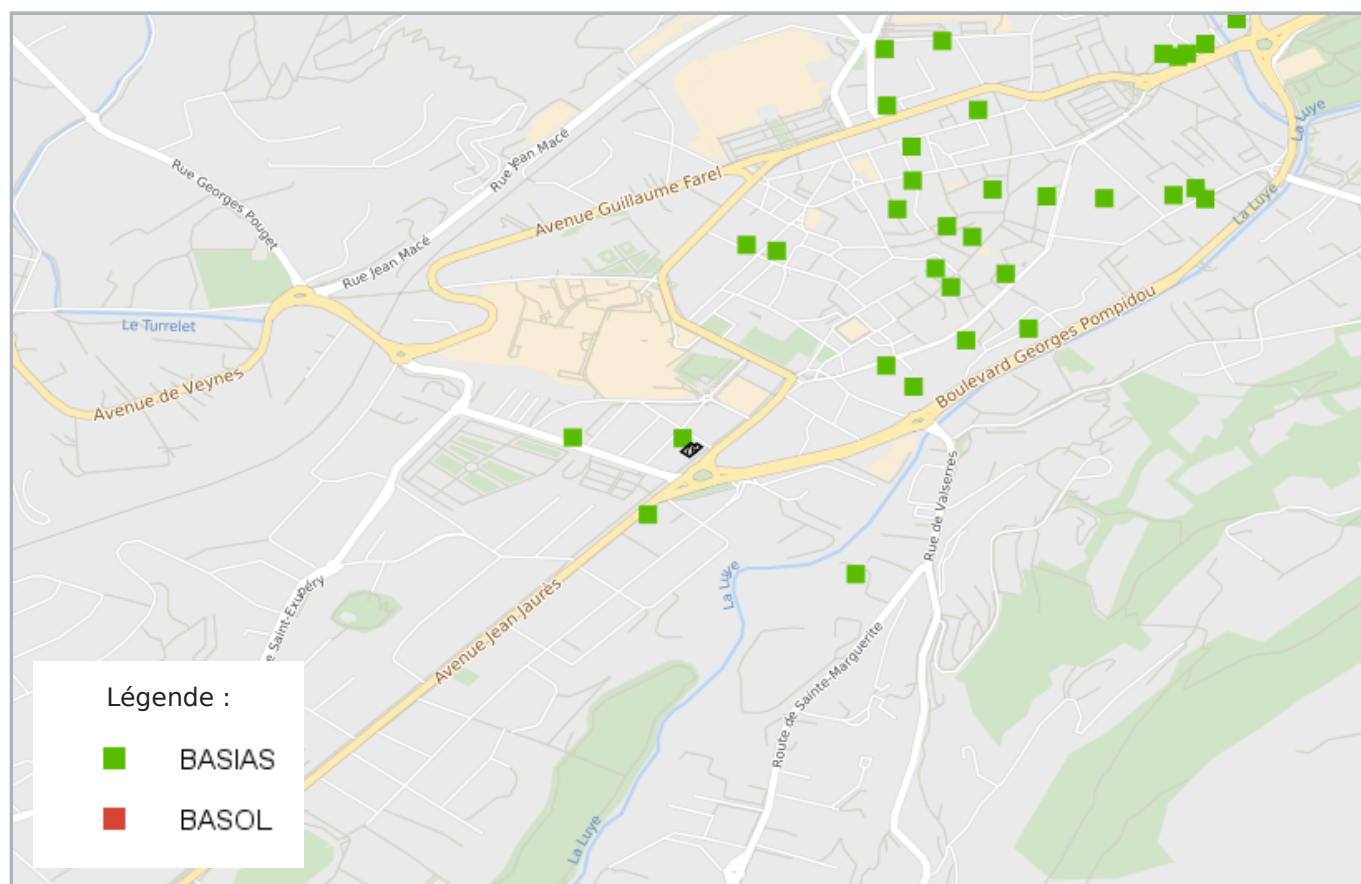 La Luye
Rue Jean Macé
Rue Georges Pouget
Avenue Guillaume Farel
La Luye
Rue Jean Macé
Le Turrelet
Boulevard Georges Pompidou
Avenue de Veynes
Rue de Valserres
La Luye
Avenue Jean Jaurès
e Saint-Exupéry
Route de Sainte-Marguerite
La Luye
Légende :
BASIAS
BASOL